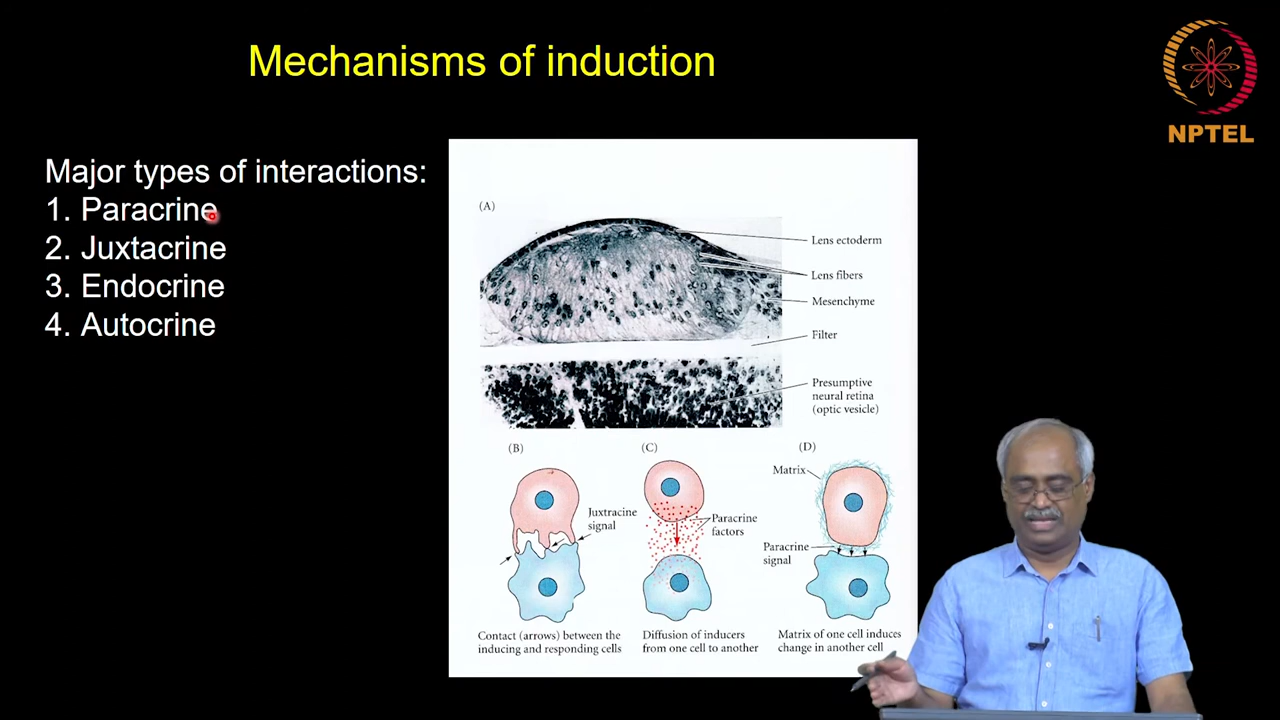 Mechanisms of induction
NPTEL
Major types of interactions:
1. Paracrine
2. Juxtacrine
3. Endocrine
4. Autocrine
(A)
Lens ectoderm
Lens fibers
Mesenchyme
Filter
Presumptive
neural retina
(optic vesicle)
(B)
Juxtracine
signal
Contact (arrows) between the
inducing and responding cells
(C)
Paracrine
factors
Diffusion of inducers
from one cell to another
(D)
Matrix
Paracrine
signal
Matrix of one cell induces
change in another cell